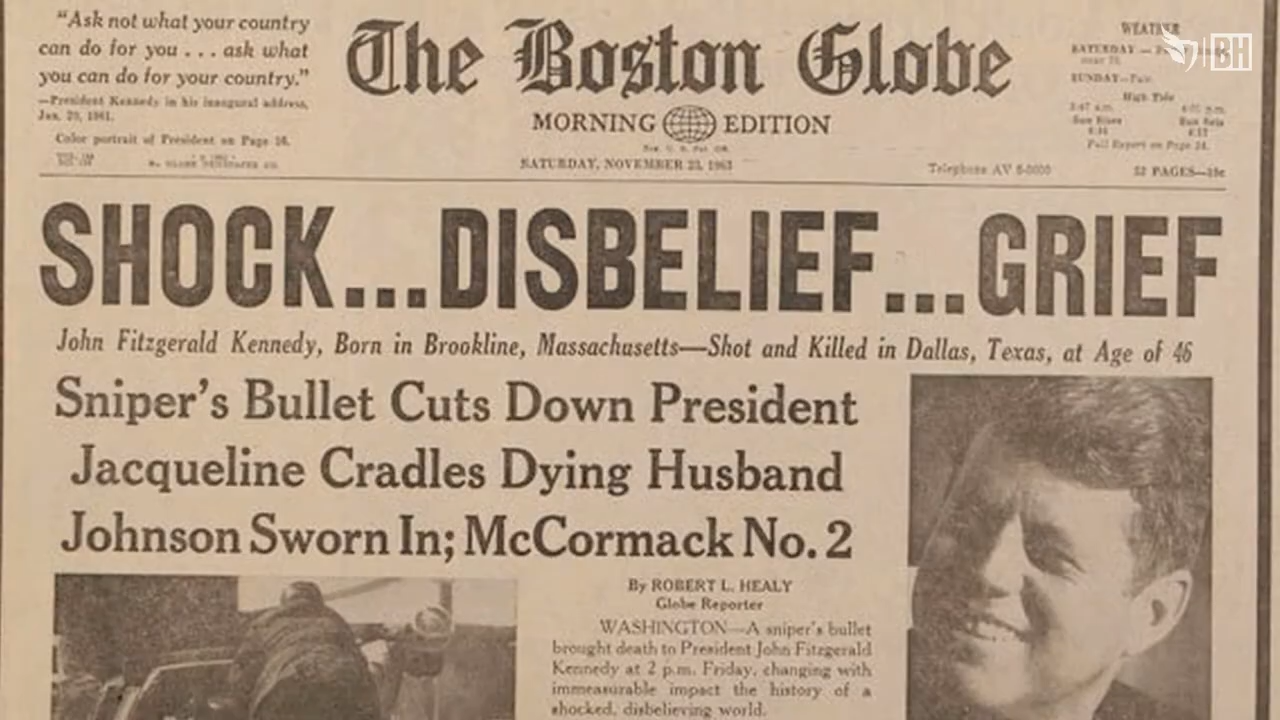 "Ask not what your country
can do for you . . . ask what
you can do for your country."
—President Kennedy in his inaugural address,
Jan. 20, 1961.
Color portrait of President on Page 16.
The Boston Globe
MORNING EDITION
SATURDAY, NOVEMBER 23, 1963
Telephone AV 8-8000
WEATHER
SATURDAY —
SUNDAY—Fair.
High Tide
Sun Rises Sun Sets
Full Report on Page 24.
52 PAGES—10c
BH
SHOCK...DISBELIEF...GRIEF
John Fitzgerald Kennedy, Born in Brookline, Massachusetts—Shot and Killed in Dallas, Texas, at Age of 46
Sniper's Bullet Cuts Down President
Jacqueline Cradles Dying Husband
Johnson Sworn In; McCormack No. 2
By ROBERT L. HEALY
Globe Reporter
WASHINGTON—A sniper's bullet
brought death to President John Fitzgerald
Kennedy at 2 p.m. Friday, changing with
immeasurable impact the history of a
shocked, disbelieving world.